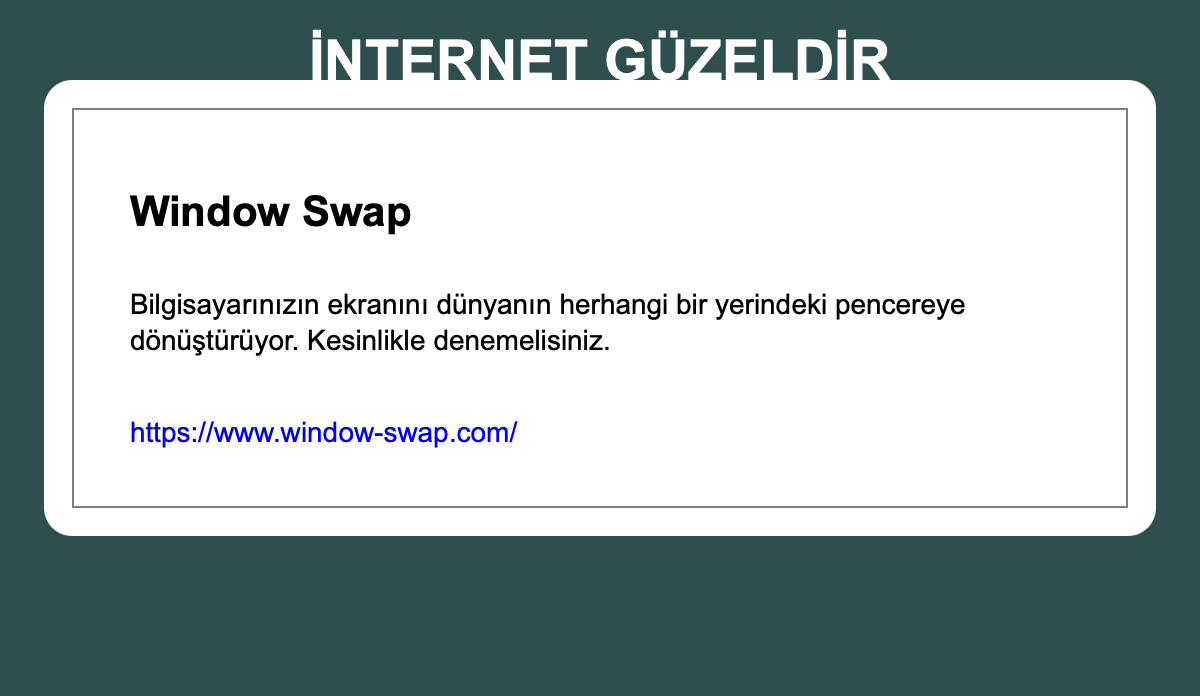 İNTERNET GÜZELDİR
Window Swap
Bilgisayarınızın ekranını dünyanın herhangi bir yerindeki pencereye
dönüştürüyor. Kesinlikle denemelisiniz.
https://www.window-swap.com/